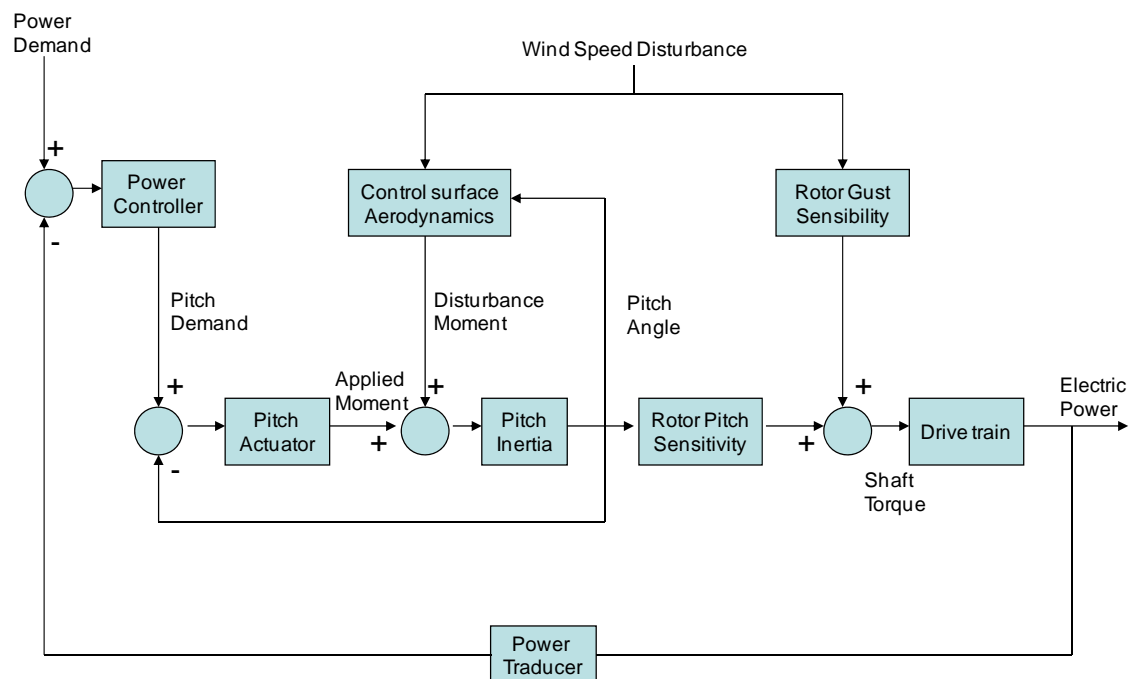 Power
Demand
Wind Speed Disturbance
+
Power
Controller
Control surface
Aerodynamics
Rotor Gust
Sensibility
-
Pitch
Demand
Disturbance
Moment
Pitch
Angle
+
Applied
Moment
+
+
Electric
Power
Pitch
Actuator
+
Pitch
Inertia
Rotor Pitch
Sensitivity
+
Drive train
-
Shaft
Torque
Power
Traducer